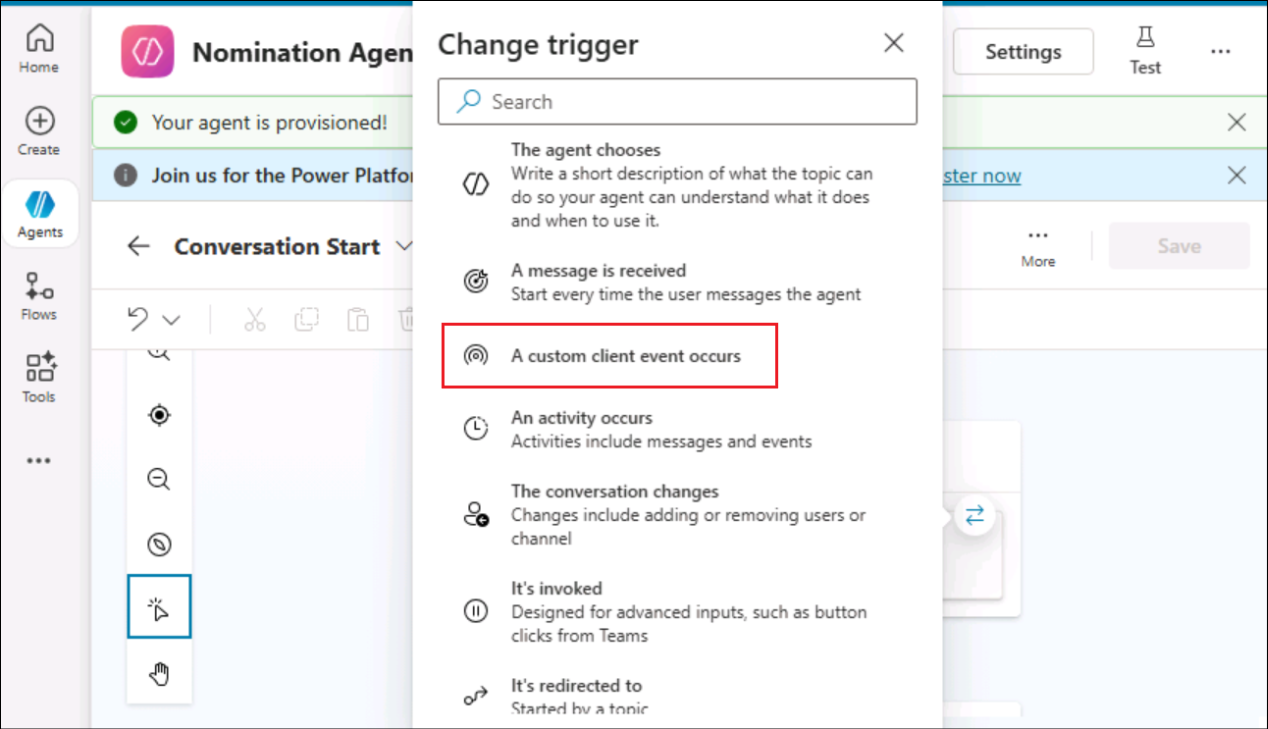 Home
Create
Agents
Flows
Tools
Nomination Agen
Settings
Test
Your agent is provisioned!
Join us for the Power Platfo
ster now
Conversation Start
More
Save
Change trigger
Search
The agent chooses
Write a short description of what the topic can
do so your agent can understand what it does
and when to use it.
A message is received
Start every time the user messages the agent
A custom client event occurs
An activity occurs
Activities include messages and events
The conversation changes
Changes include adding or removing users or
channel
It's invoked
Designed for advanced inputs, such as button
clicks from Teams
It's redirected to
Started by a topic